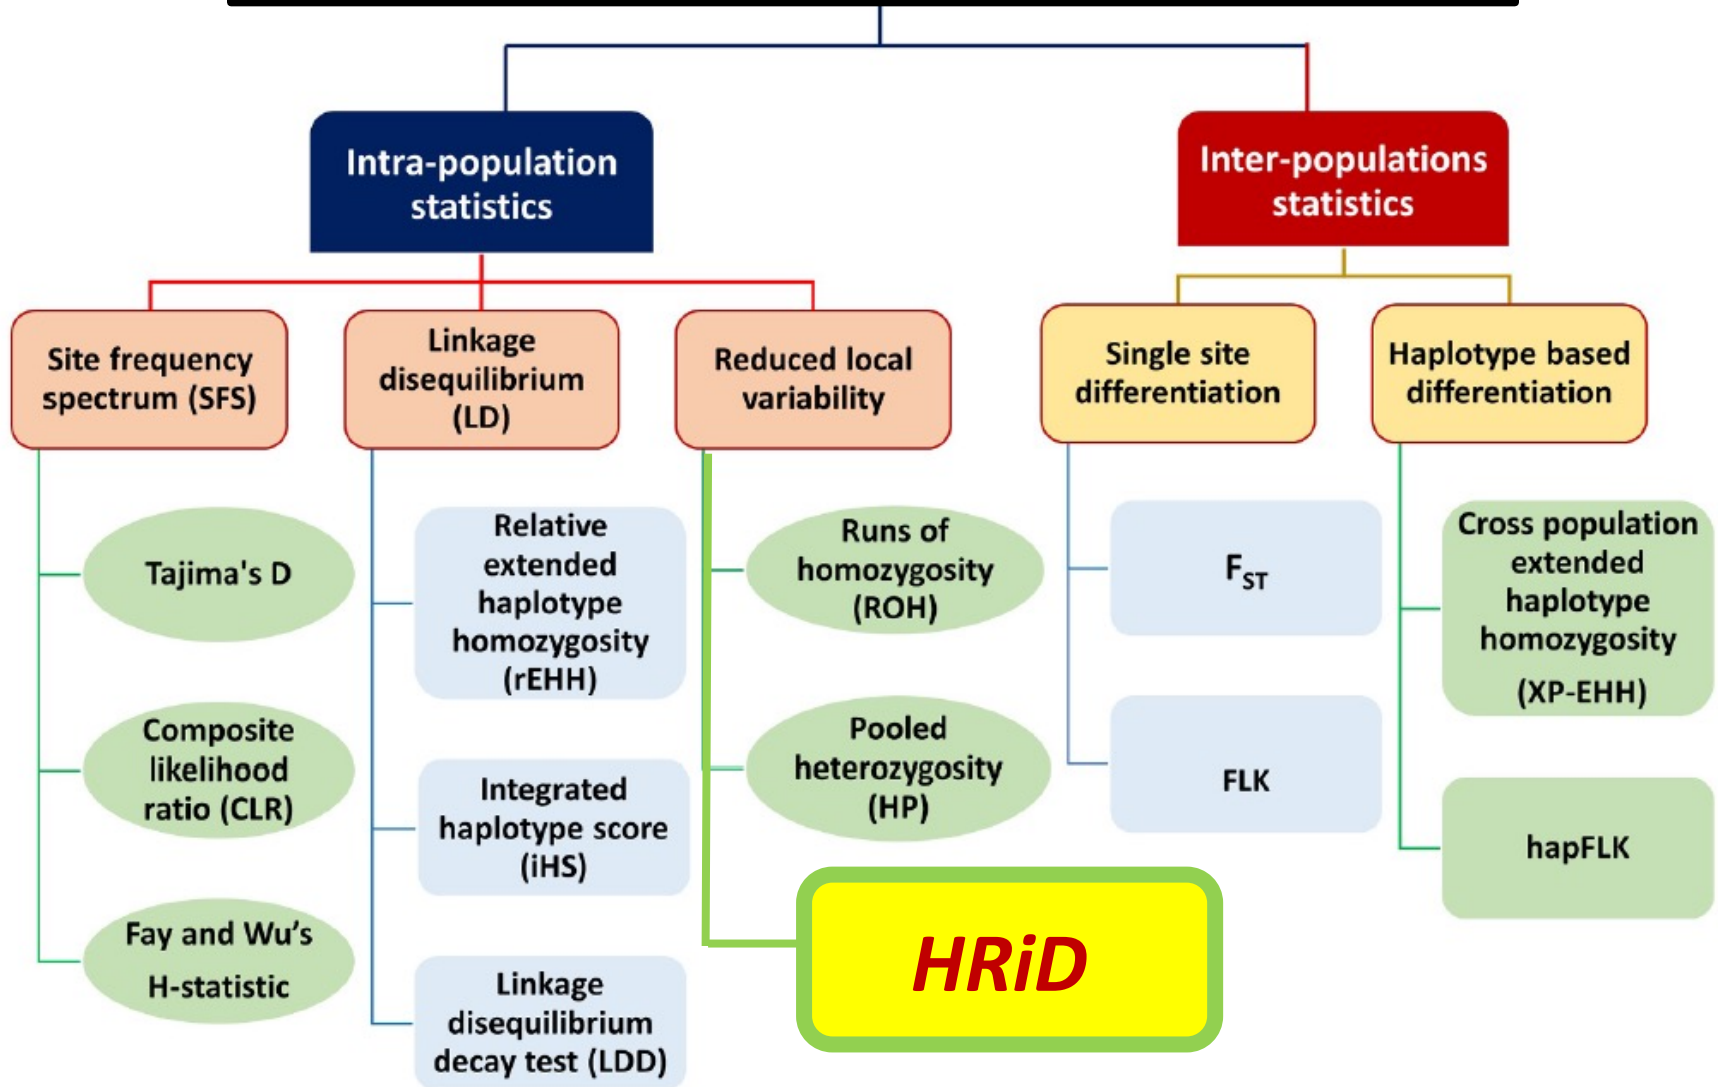 Intra-population
statistics
Inter-populations
statistics
Site frequency
spectrum (SFS)
Linkage
disequilibrium
(LD)
Reduced local
variability
Single site
differentiation
Haplotype based
differentiation
Tajima's D
Composite
likelihood
ratio (CLR)
Fay and Wu’s
H-statistic
Relative
extended
haplotype
homozygosity
(rEHH)
Integrated
haplotype score
(iHS)
Linkage
disequilibrium
decay test (LDD)
Runs of
homozygosity
(ROH)
Pooled
heterozygosity
(HP)
HRiD
FST
FLK
Cross population
extended
haplotype
homozygosity
(XP-EHH)
hapFLK